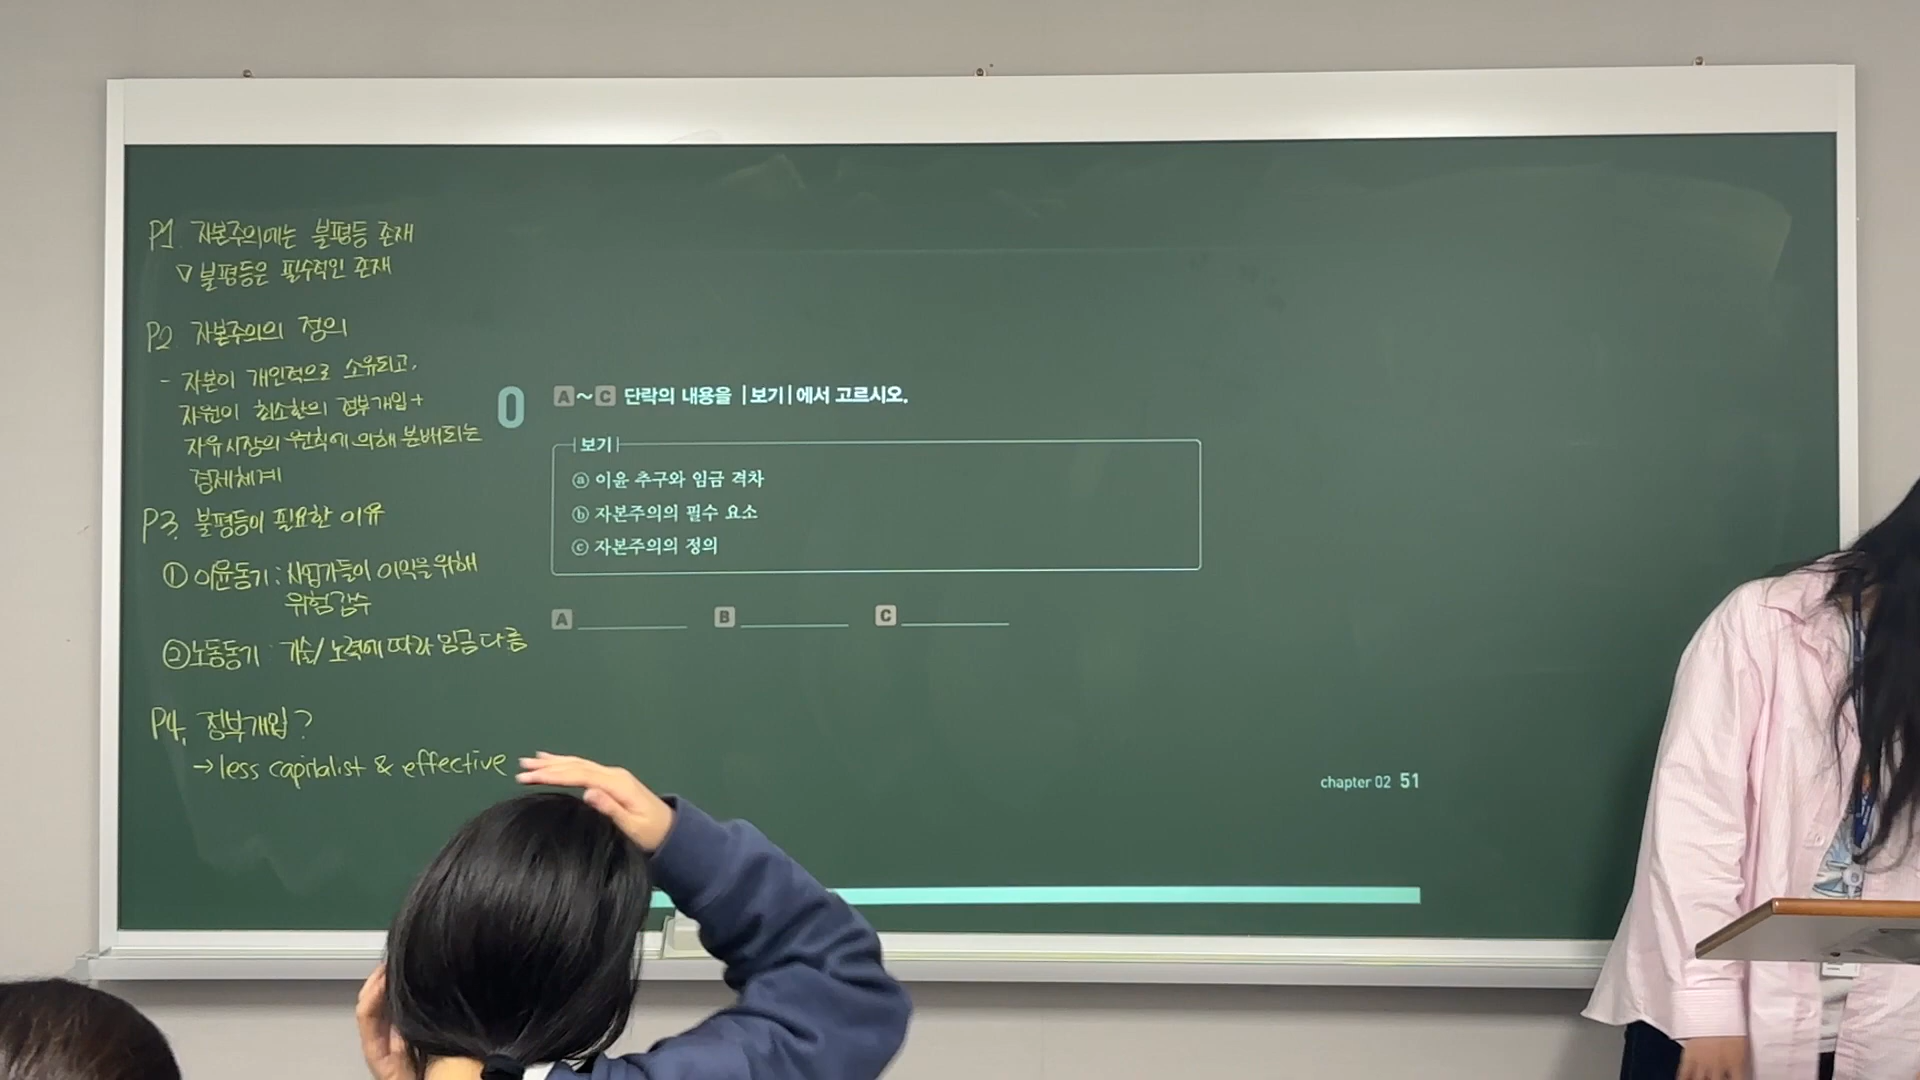 P1. 자본주의에는 불평등 존재
▽ 불평등은 필수적인 존재
P2. 자본주의의 정의
- 자본이 개인적으로 소유되고,
자원이 최소한의 정부개입 +
자유시장의 원칙에 의해 분배되는
경제체계
P3. 불평등이 필요한 이유
① 이윤동기 : 사업가들이 이익을 위해
위험 감수
② 노동동기 : 기술/노력에 따라 임금 다름
P4. 정부개입?
→ less capitalist & effective
0 A~C 단락의 내용을 |보기|에서 고르시오.
|보기|
ⓐ 이윤 추구와 임금 격차
ⓑ 자본주의의 필수 요소
ⓒ 자본주의의 정의
A ______ B ______ C ______
chapter 02 51